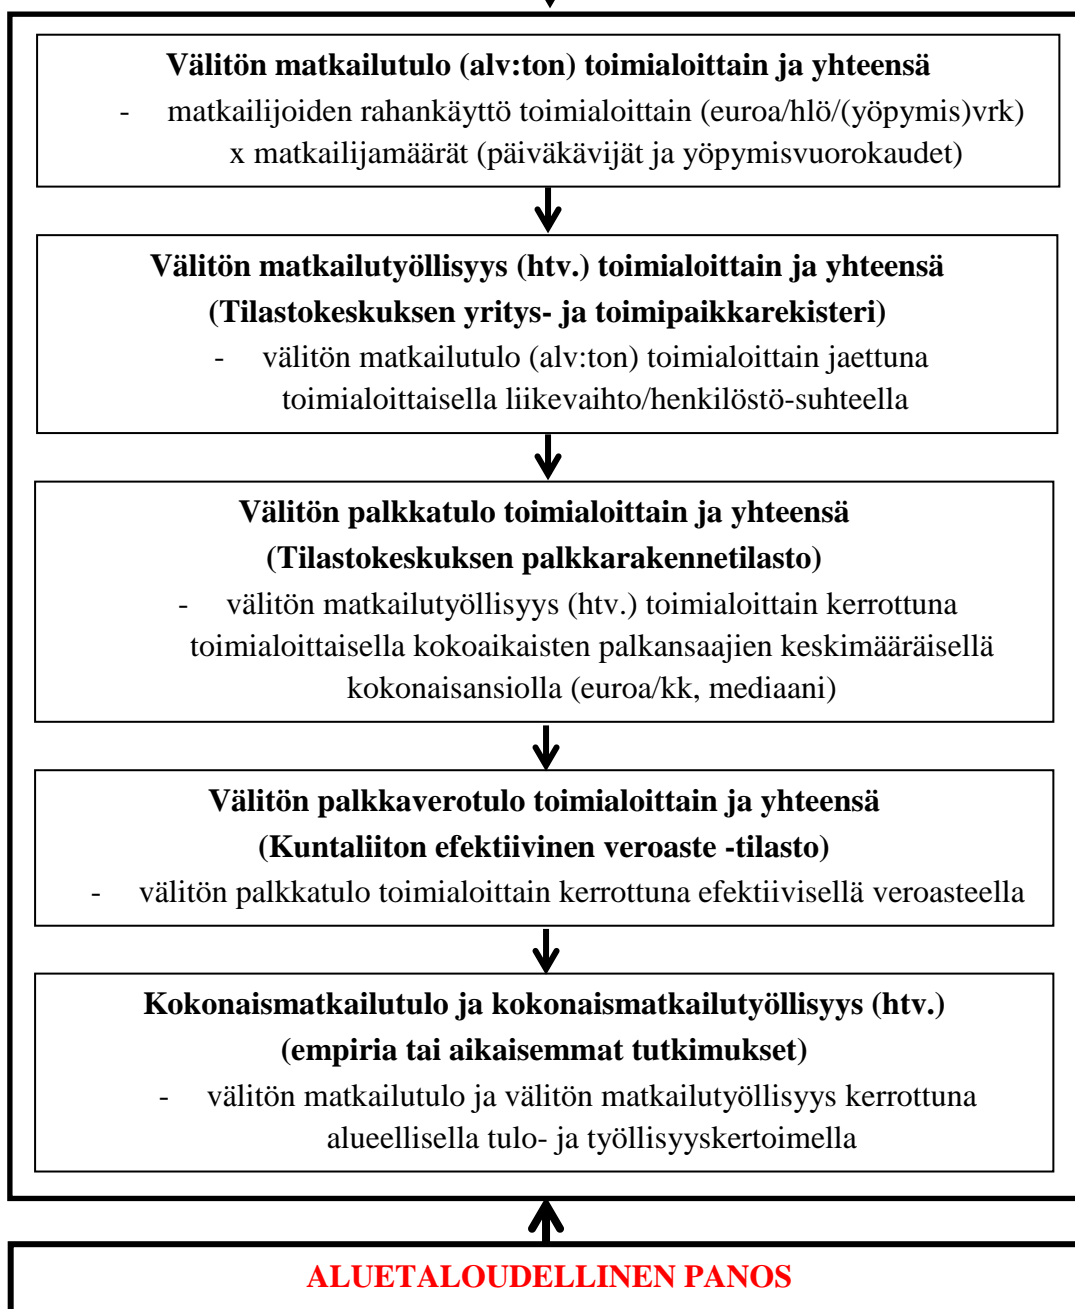 Välitön matkailutulo (alv:ton) toimialoittain ja yhteensä
- matkailijoiden rahankäyttö toimialoittain (euroa/hlö/(yöpymis)vrk)
x matkailijamäärät (päiväkävijät ja yöpymisvuorokaudet)
Välitön matkailutyöllisyys (htv.) toimialoittain ja yhteensä
(Tilastokeskuksen yritys- ja toimipaikkarekisteri)
- välitön matkailutulo (alv:ton) toimialoittain jaettuna
toimialoittaisella liikevaihto/henkilöstö-suhteella
Välitön palkkatulo toimialoittain ja yhteensä
(Tilastokeskuksen palkkarakennetilasto)
- välitön matkailutyöllisyys (htv.) toimialoittain kerrottuna
toimialoittaisella kokoaikaisten palkansaajien keskimääräisellä
kokonaisansiolla (euroa/kk, mediaani)
Välitön palkkaverotulo toimialoittain ja yhteensä
(Kuntaliiton efektiivinen veroaste -tilasto)
- välitön palkkatulo toimialoittain kerrottuna efektiivisellä veroasteella
Kokonaismatkailutulo ja kokonaismatkailutyöllisyys (htv.)
(empiria tai aikaisemmat tutkimukset)
- välitön matkailutulo ja välitön matkailutyöllisyys kerrottuna
alueellisella tulo- ja työllisyyskertoimella
ALUETALOUDELLINEN PANOS